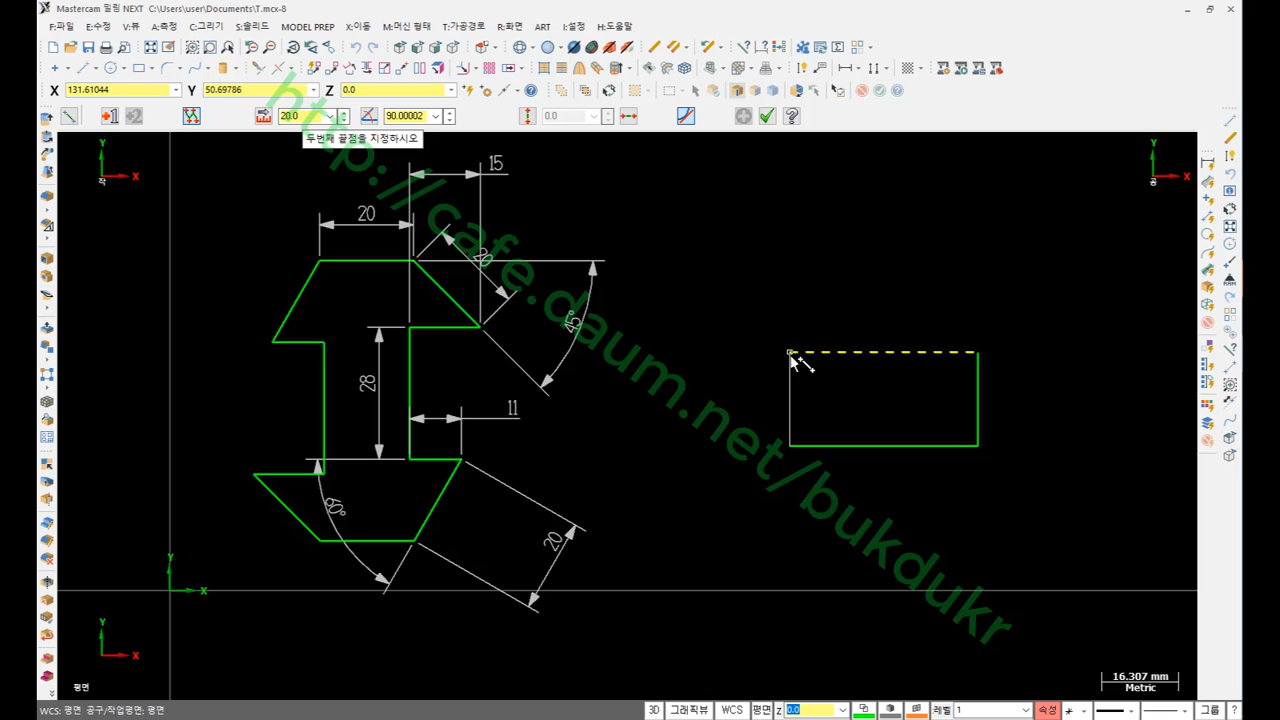 Mastercam 밀링 NEXT C:\Users\user\Documents\T.mcx-8
F:파일 E:수정 V:뷰 A:측정 C:그리기 S:솔리드 MODEL PREP X:이동 M:머신 형태 T:가공경로 R:화면 ART I:설정 H:도움말
X 131.61044 Y 50.69786 Z 0.0
20.0 90.00002 0.0
두번째 끝점을 지정하시오
Y
X
Y
X
15
20
20
45°
28
11
60°
20
http://cafe.daum.net/bukdukr
Y
X
Y
X
평면
16.307 mm
Metric
WCS: 평면 공구/작업평면: 평면
3D 그래픽뷰 WCS 평면 Z 0.0 레벨 1 속성 그룹 ?